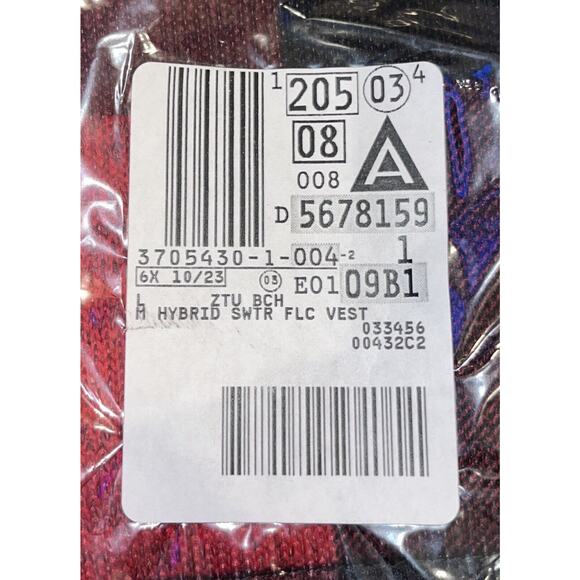 1 205 03 4
08
008 A
D 5678159
3705430-1-004-2 1
6X 10/23 03 E01 09B1
L ZTU BCH
M HYBRID SWTR FLC VEST
033456
00432C2